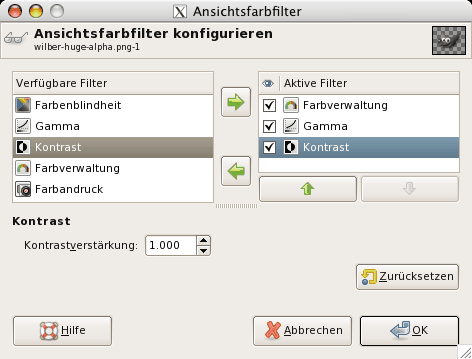 Ansichtsfarbfilter
Ansichtsfarbfilter konfigurieren
wilber-huge-alpha.png-1
Verfügbare Filter
Farbenblindheit
Gamma
Kontrast
Farbverwaltung
Farbandruck
Aktive Filter
Farbverwaltung
Gamma
Kontrast
Kontrast
Kontrastverstärkung: 1.000
Zurücksetzen
Hilfe
Abbrechen
OK